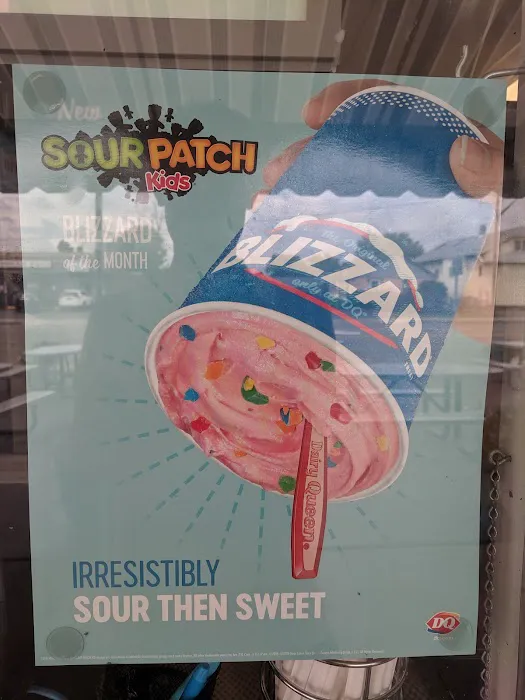 New
SOUR PATCH
Kids
BLIZZARD
of the MONTH
The Original
BLIZZARD
only at DQ
Dairy Queen
IRRESISTIBLY
SOUR THEN SWEET
DQ